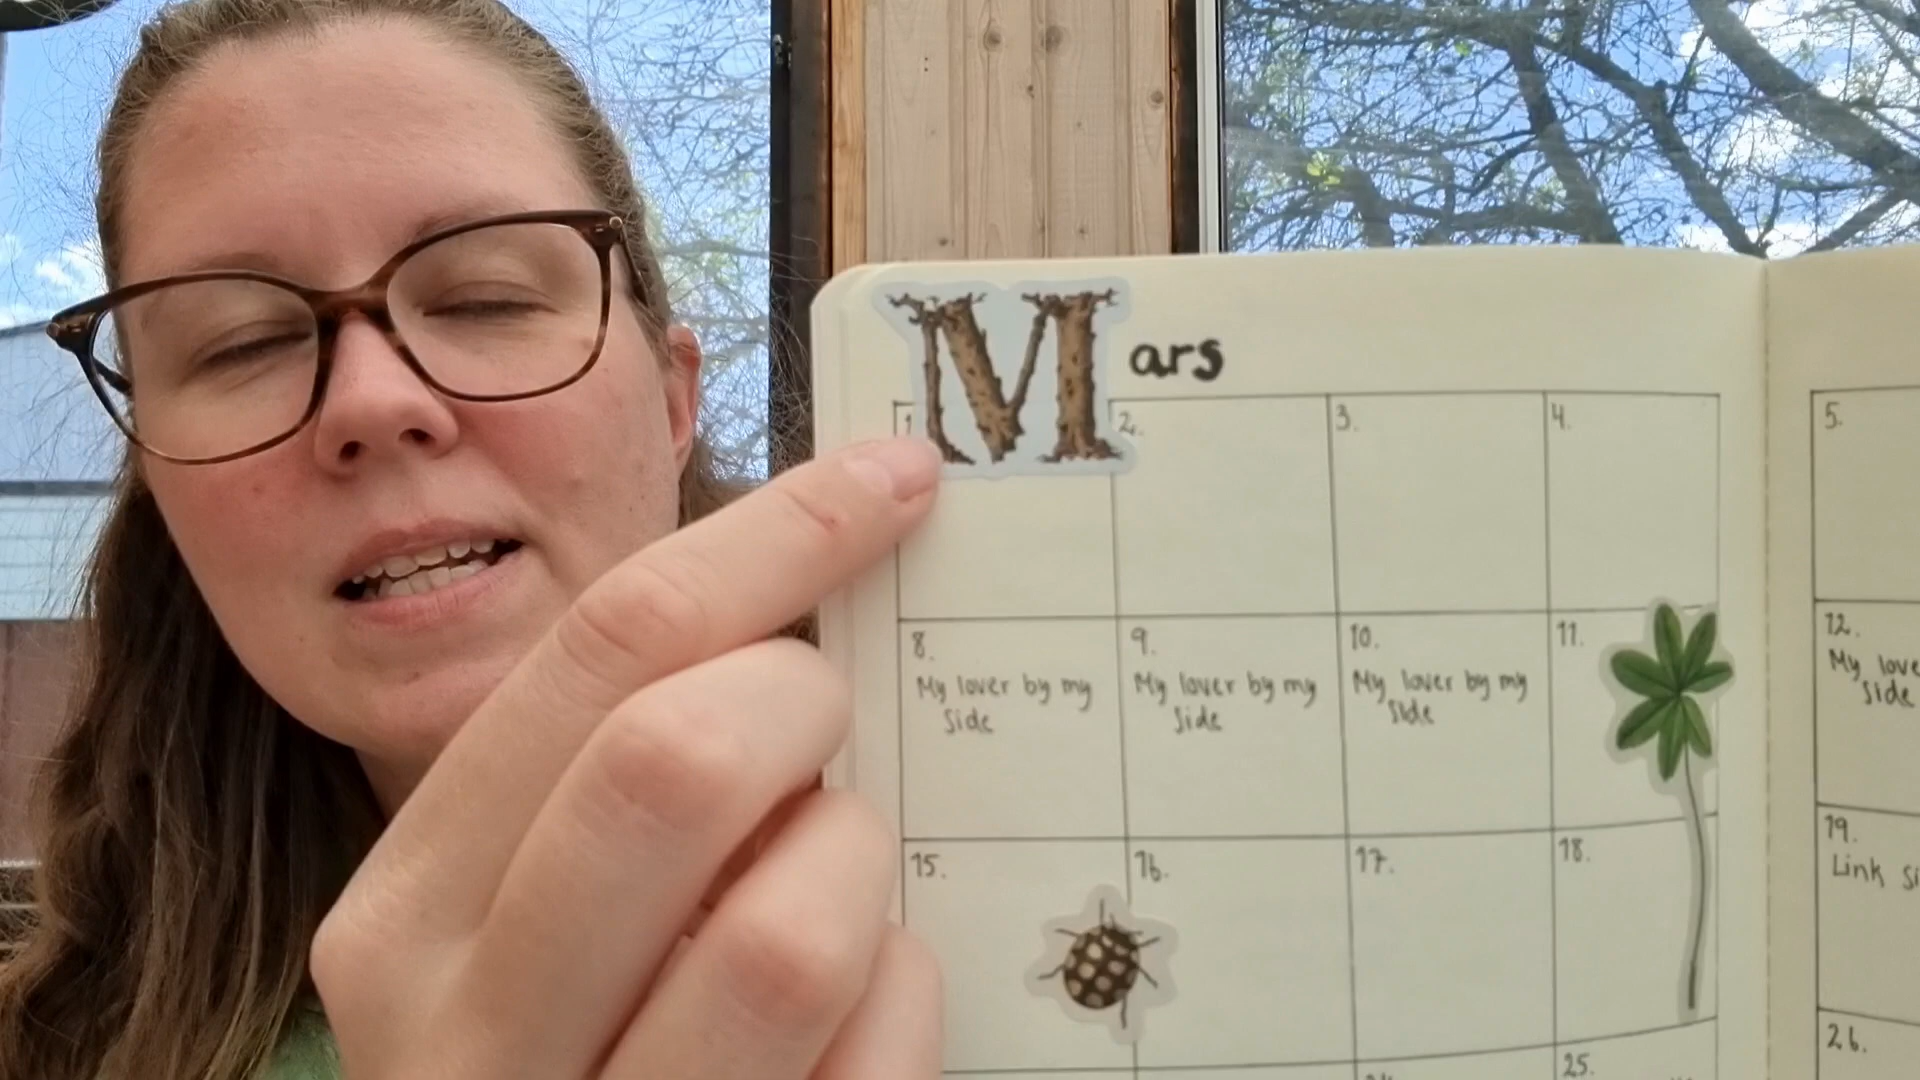 Mars
1 2. 3. 4. 5.
8. 9. 10. 11. 12.
My lover by my My lover by my My lover by my My love
side side side side
15. 16. 17. 18. 19.
Link
25. 26.